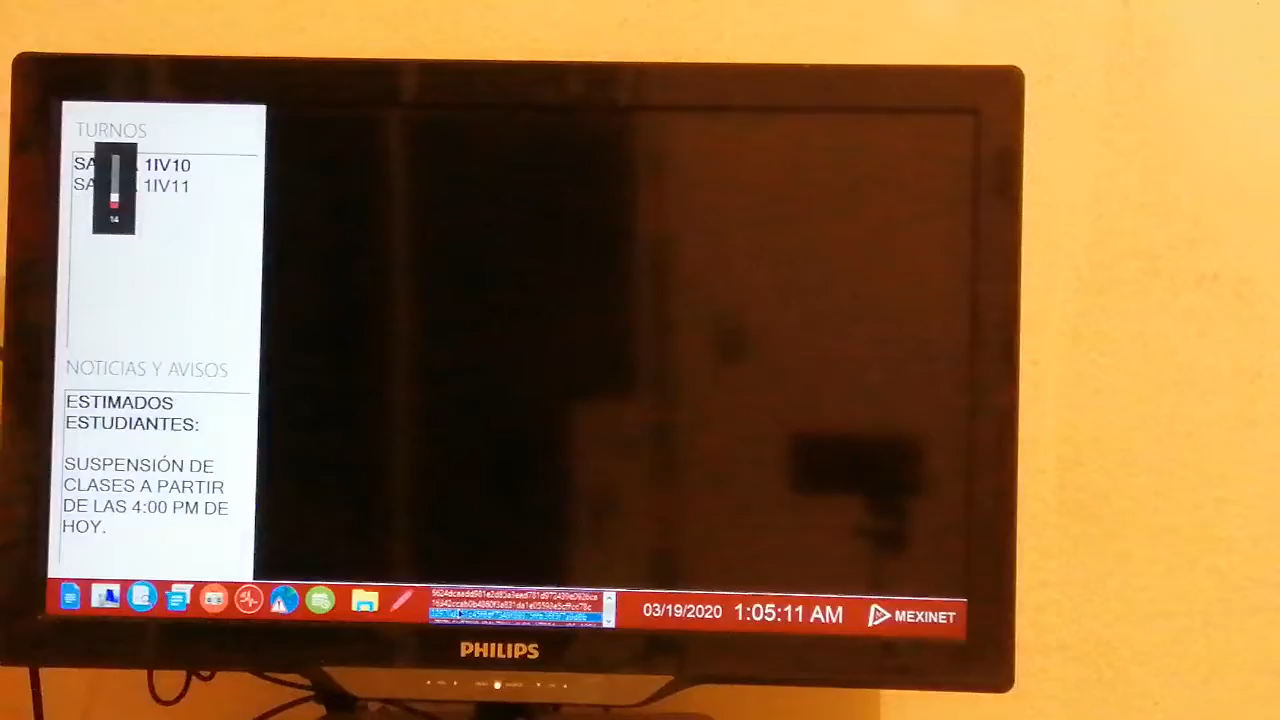 TURNOS
1IV10
1IV11
14
NOTICIAS Y AVISOS
ESTIMADOS
ESTUDIANTES:
SUSPENSIÓN DE
CLASES A PARTIR
DE LAS 4:00 PM DE
HOY.
03/19/2020 1:05:11 AM MEXINET
PHILIPS